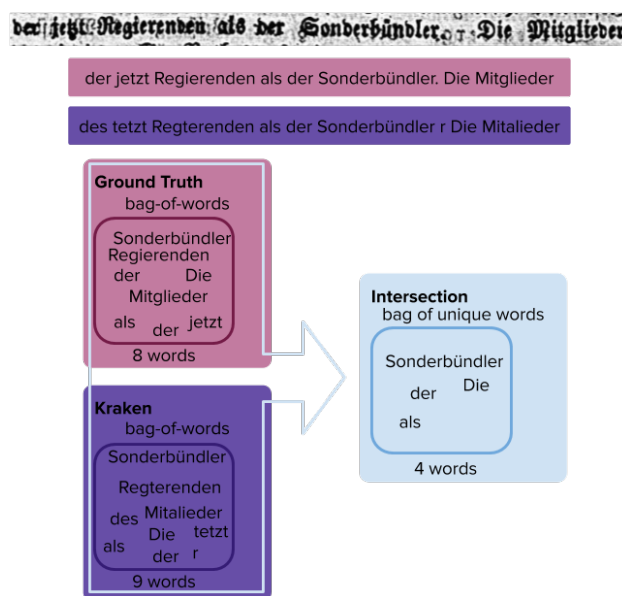 der jetzt Regierenden als der Sonderbündler. Die Mitglieder
der jetzt Regierenden als der Sonderbündler. Die Mitglieder
des tetzt Regterenden als der Sonderbündler r Die Mitalieder
Ground Truth
bag-of-words
Sonderbündler
Regierenden
der Die
Mitglieder
als der jetzt
8 words
Kraken
bag-of-words
Sonderbündler
Regterenden
des Mitalieder
als Die tetzt
der r
9 words
Intersection
bag of unique words
Sonderbündler
der Die
als
4 words